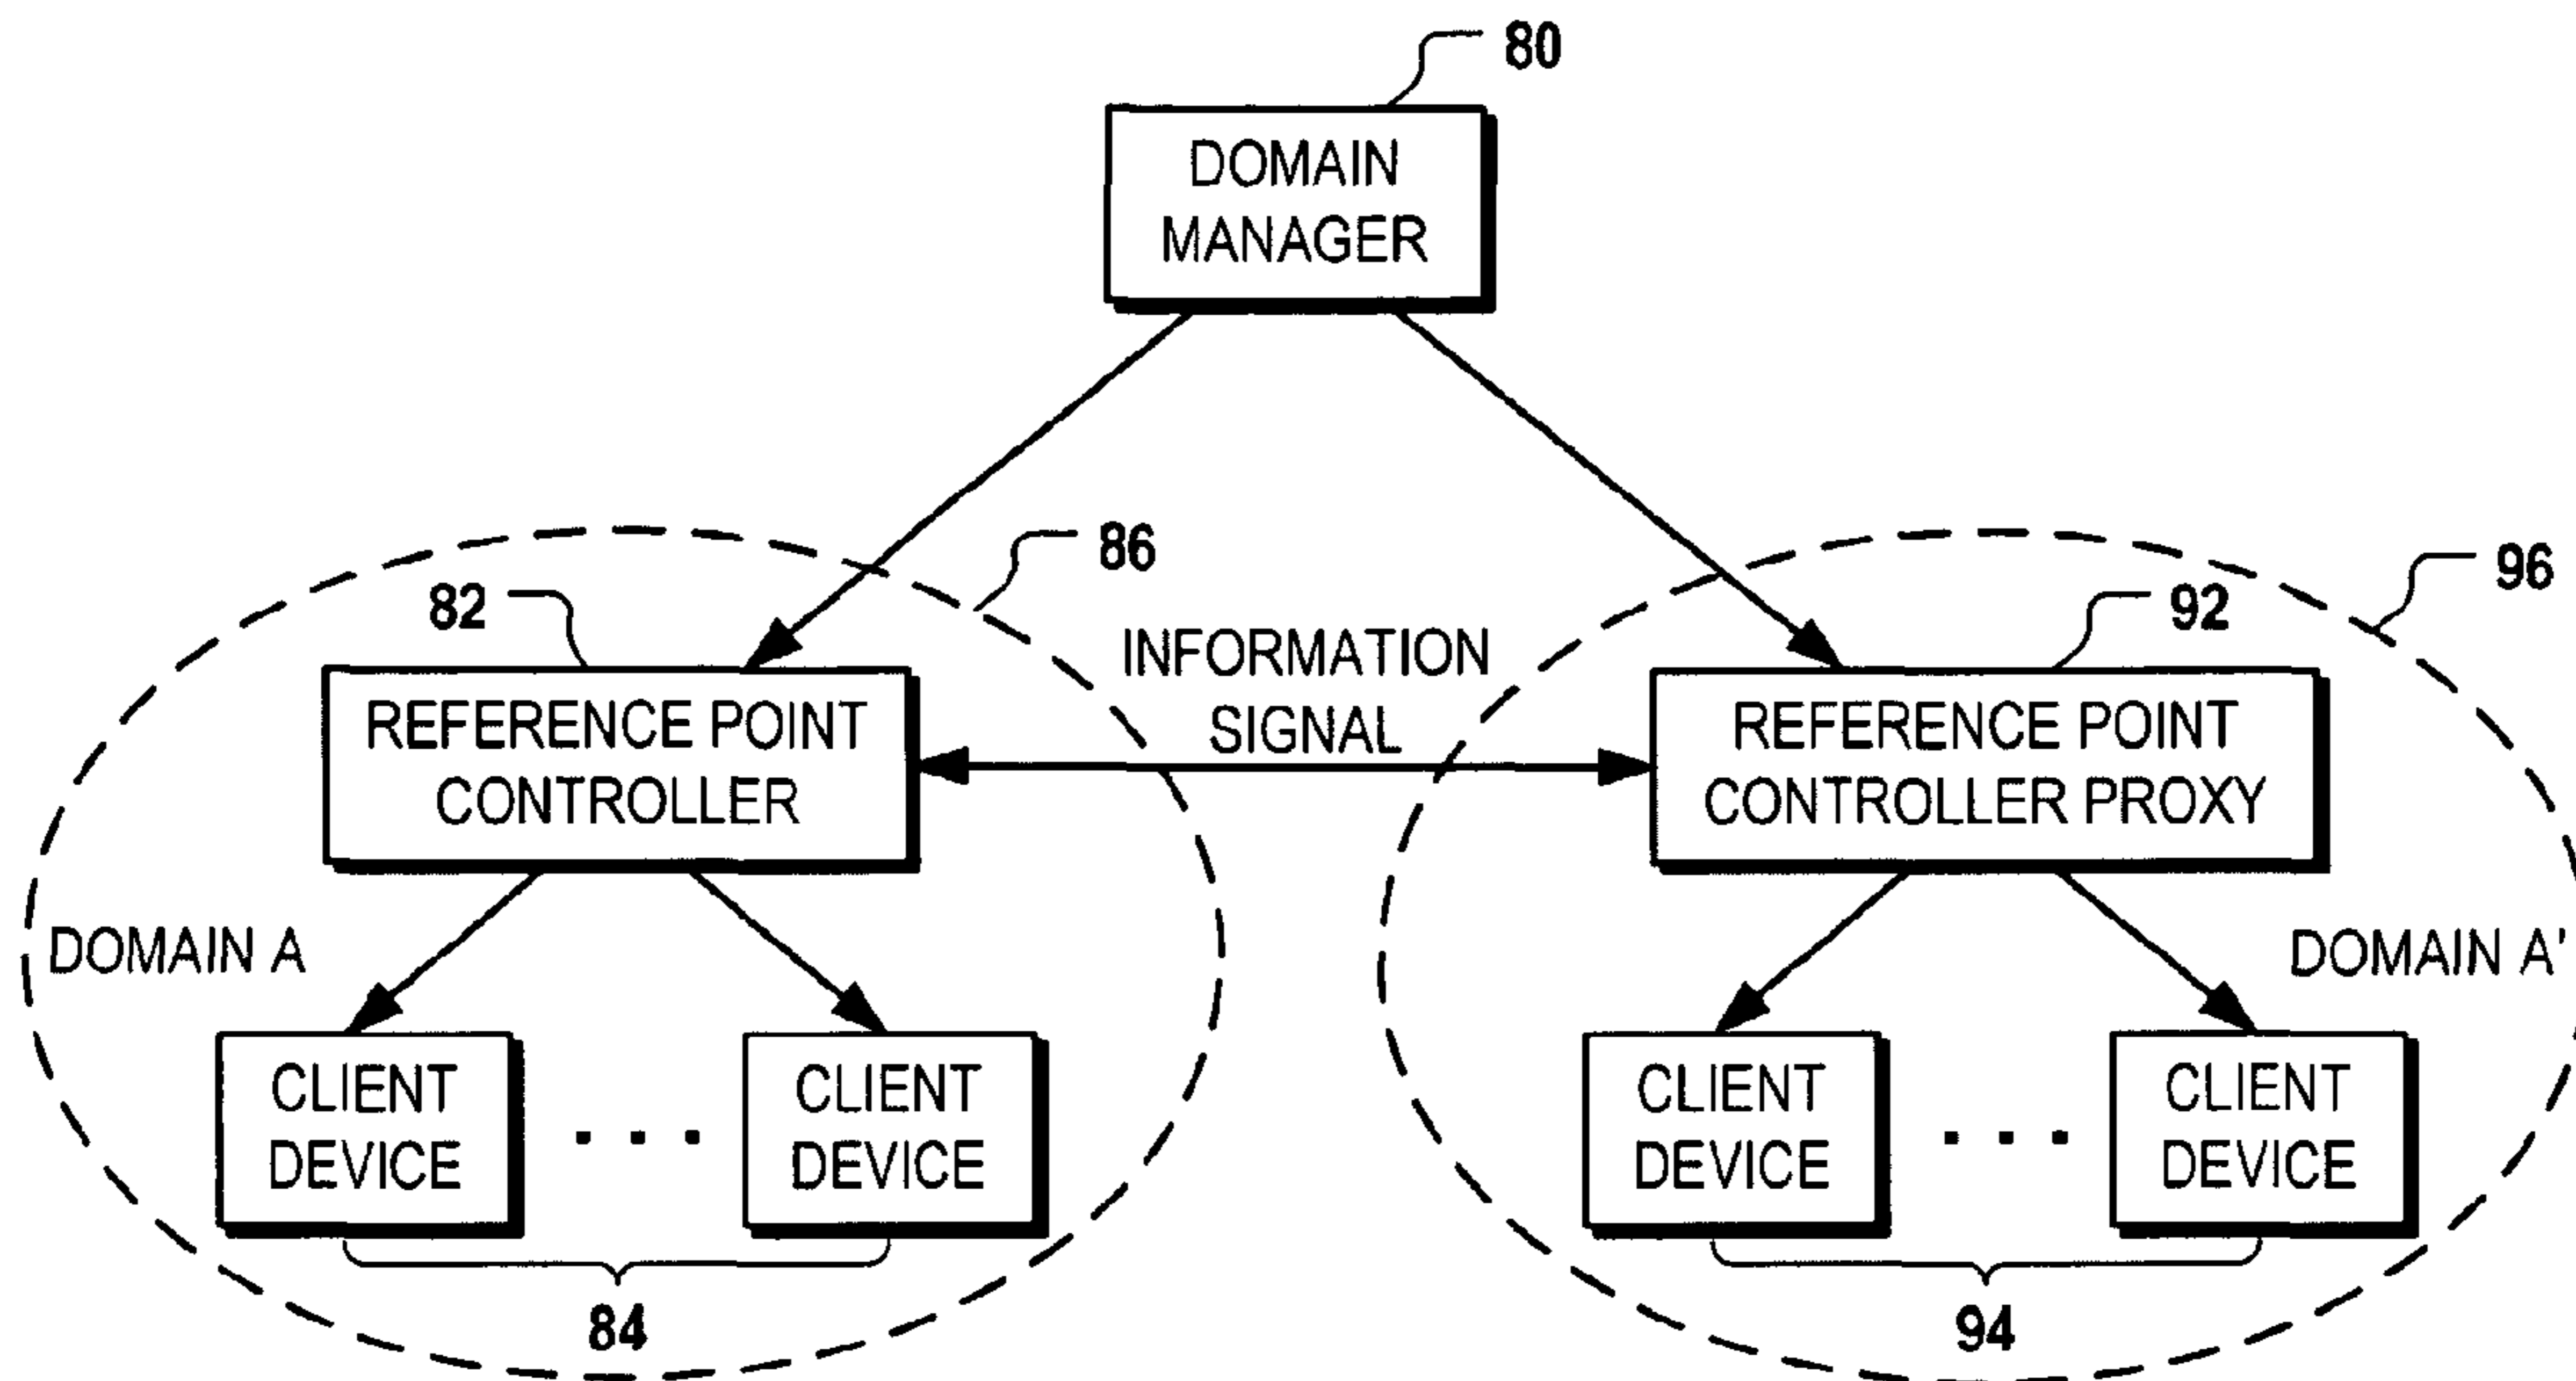 80
DOMAIN
MANAGER
86
96
82
92
INFORMATION
SIGNAL
REFERENCE POINT
CONTROLLER
REFERENCE POINT
CONTROLLER PROXY
DOMAIN A
DOMAIN A'
CLIENT
DEVICE
. . .
CLIENT
DEVICE
CLIENT
DEVICE
. . .
CLIENT
DEVICE
84
94